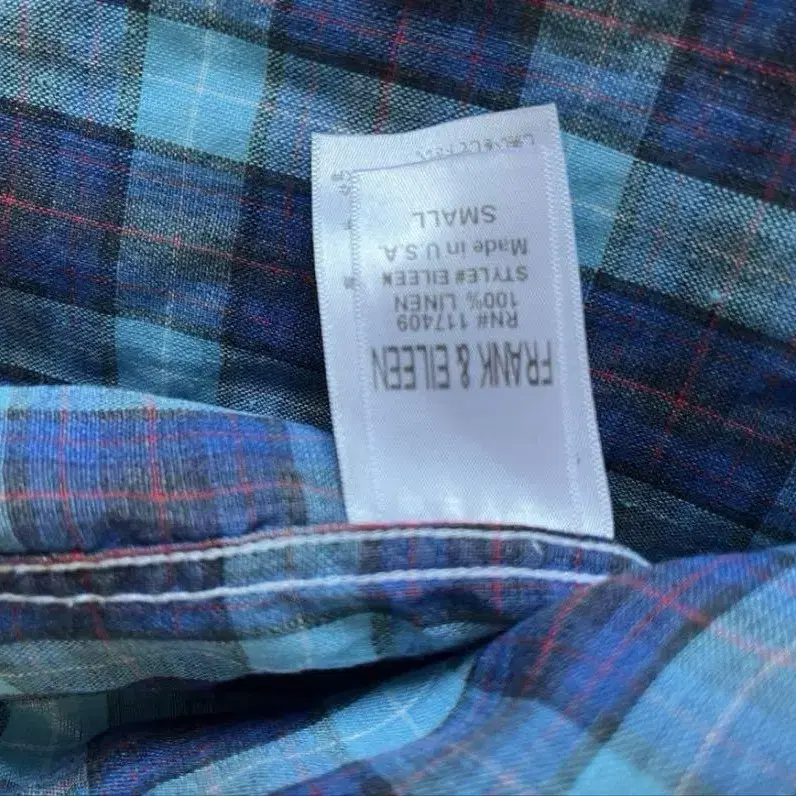 FRANK & EILEEN
RN# 117409
100% LINEN
STYLE# EILEEN
Made in U.S.A.
SMALL